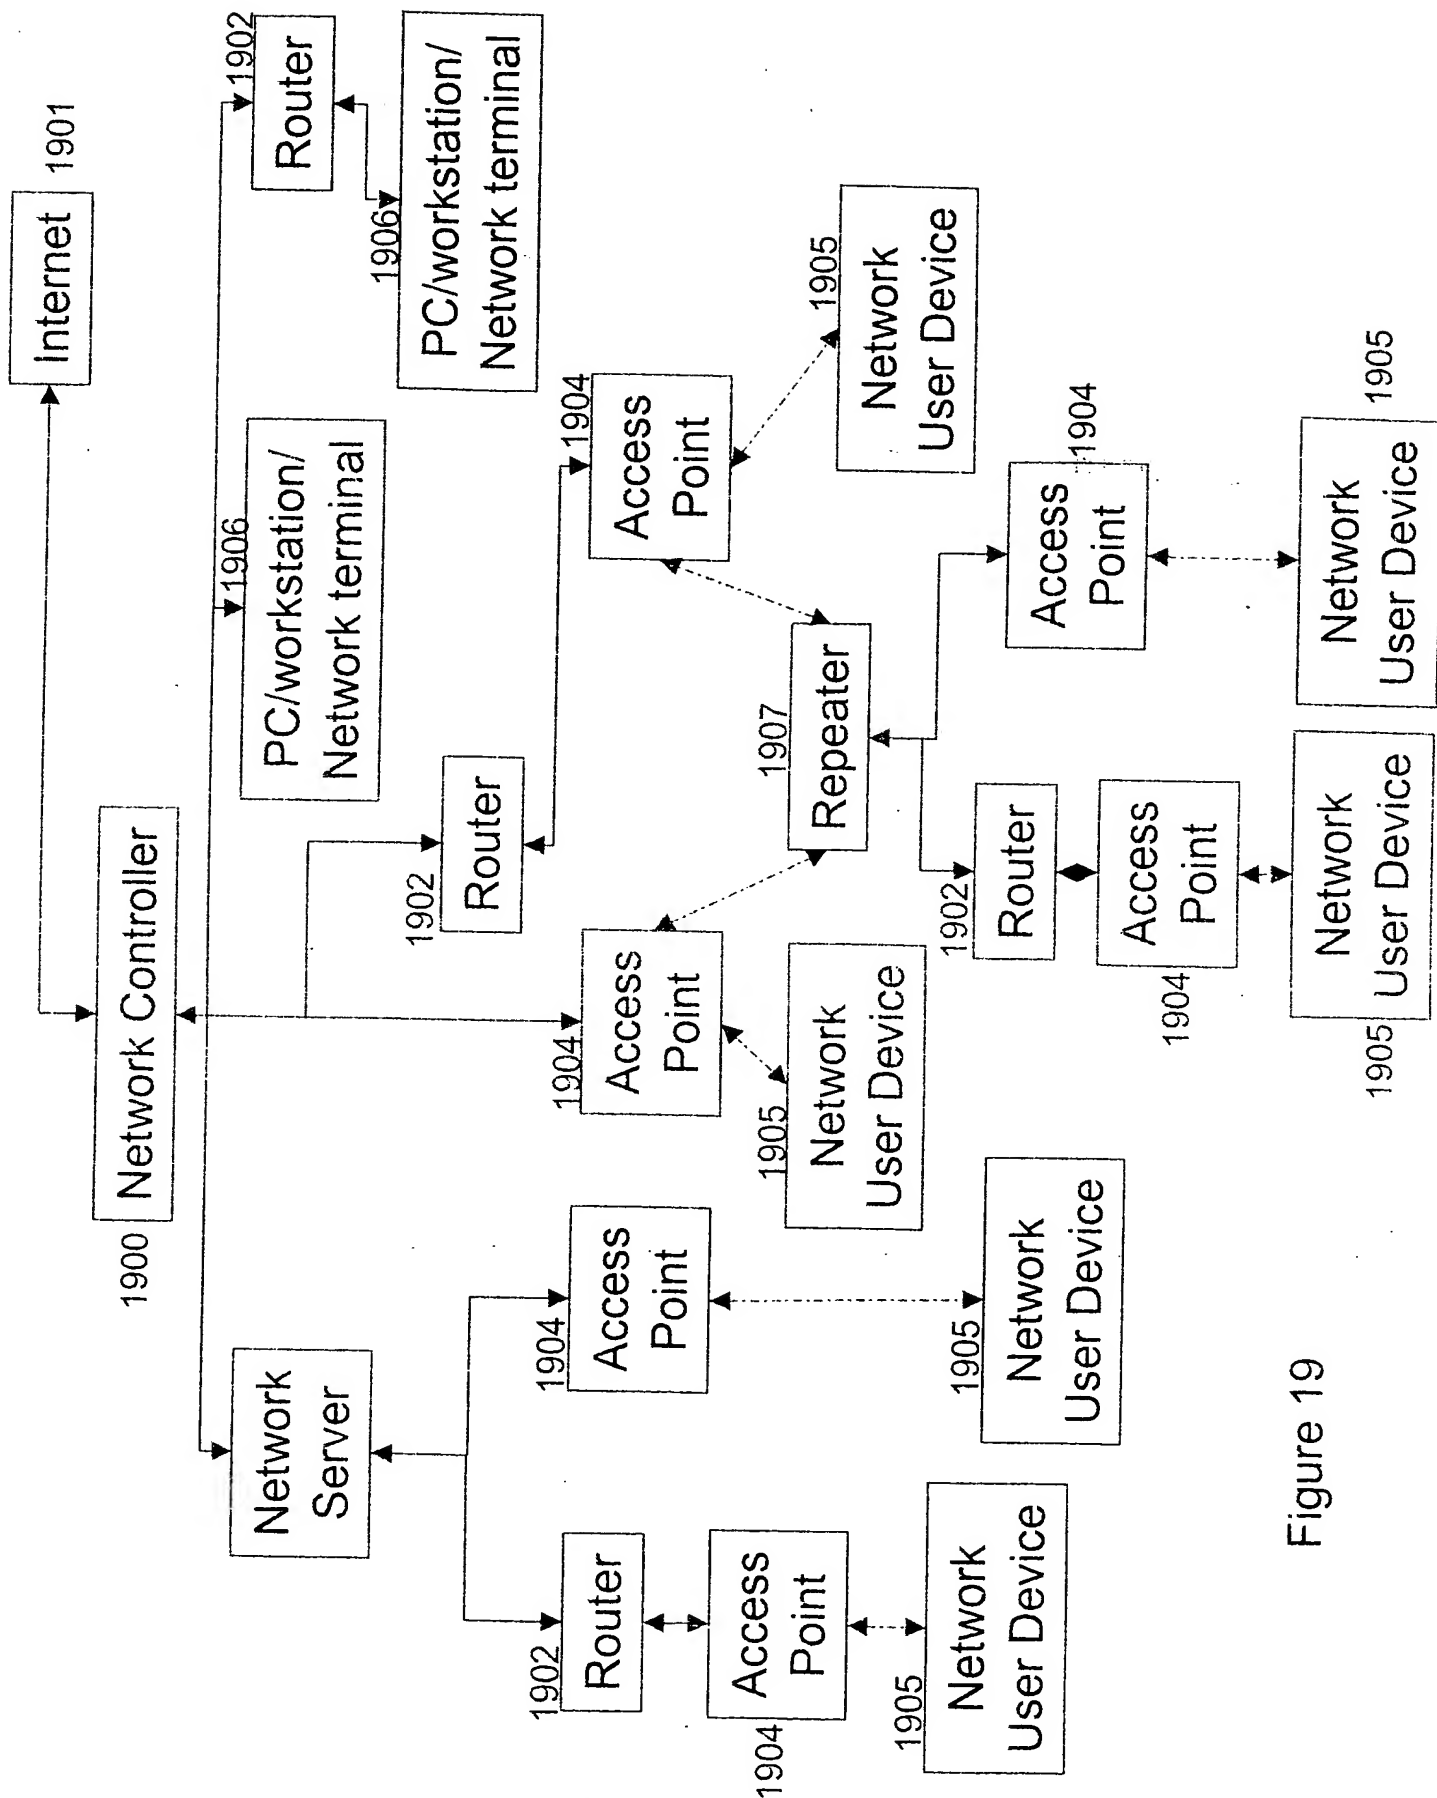 Internet
1901
1900
Network Controller
1902
Router
1906
PC/workstation/
Network terminal
1906
PC/workstation/
Network terminal
Network
Server
1902
Router
1904
Access
Point
1904
Access
Point
1904
Access
Point
1902
Router
1904
Access
Point
1907
Repeater
1905
Network
User Device
1905
Network
User Device
1905
Network
User Device
1905
Network
User Device
1902
Router
1904
Access
Point
1904
Access
Point
1905
Network
User Device
1905
Network
User Device
Figure 19